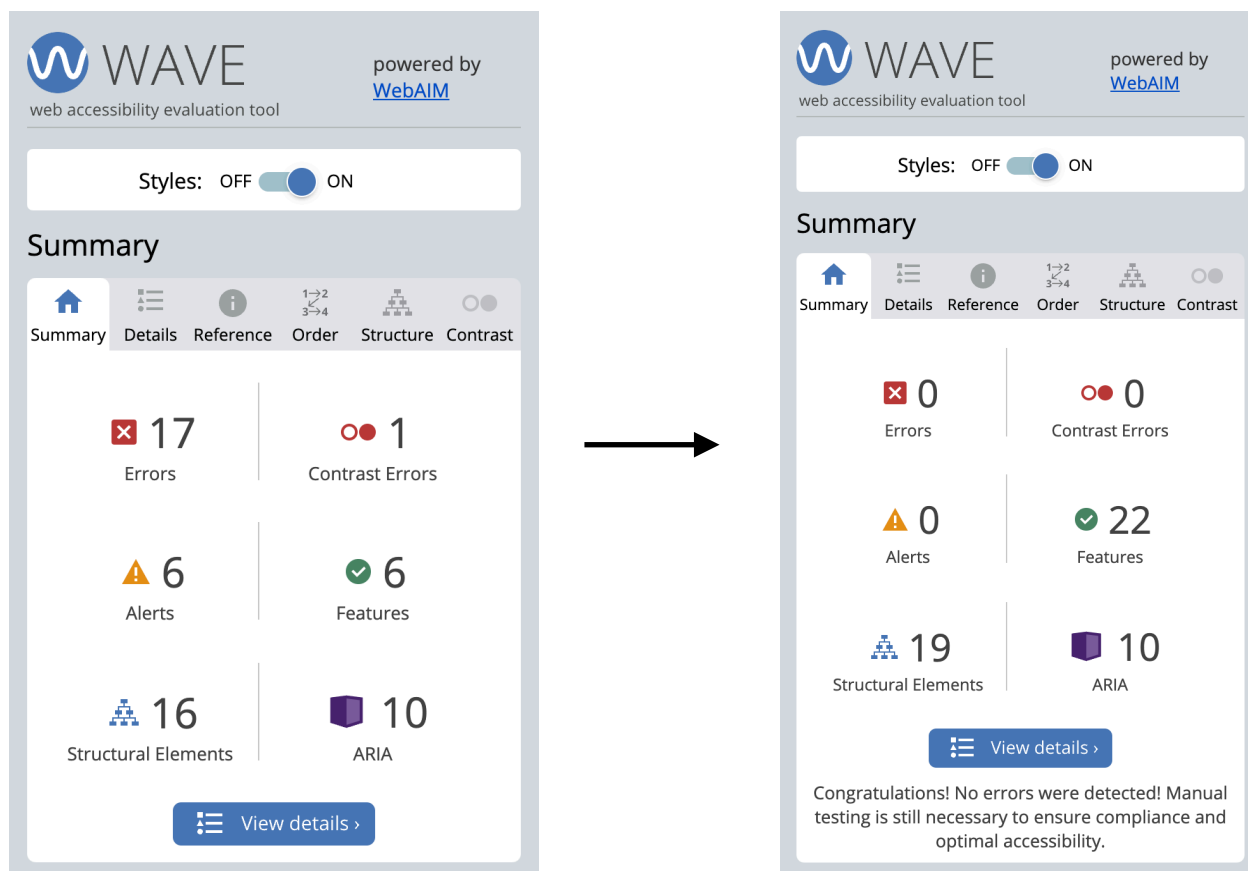 WAVE
powered by
WebAIM
web accessibility evaluation tool
Styles: OFF ON
Summary
1 2
3 4
Summary Details Reference Order Structure Contrast
17 1
Errors Contrast Errors
6 6
Alerts Features
16 10
Structural Elements ARIA
View details ›
WAVE
powered by
WebAIM
web accessibility evaluation tool
Styles: OFF ON
Summary
1 2
3 4
Summary Details Reference Order Structure Contrast
0 0
Errors Contrast Errors
0 22
Alerts Features
19 10
Structural Elements ARIA
View details ›
Congratulations! No errors were detected! Manual
testing is still necessary to ensure compliance and
optimal accessibility.